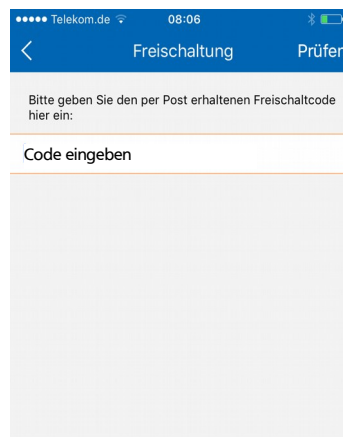 Telekom.de 08:06
Freischaltung Prüfen
Bitte geben Sie den per Post erhaltenen Freischaltcode
hier ein:
Code eingeben